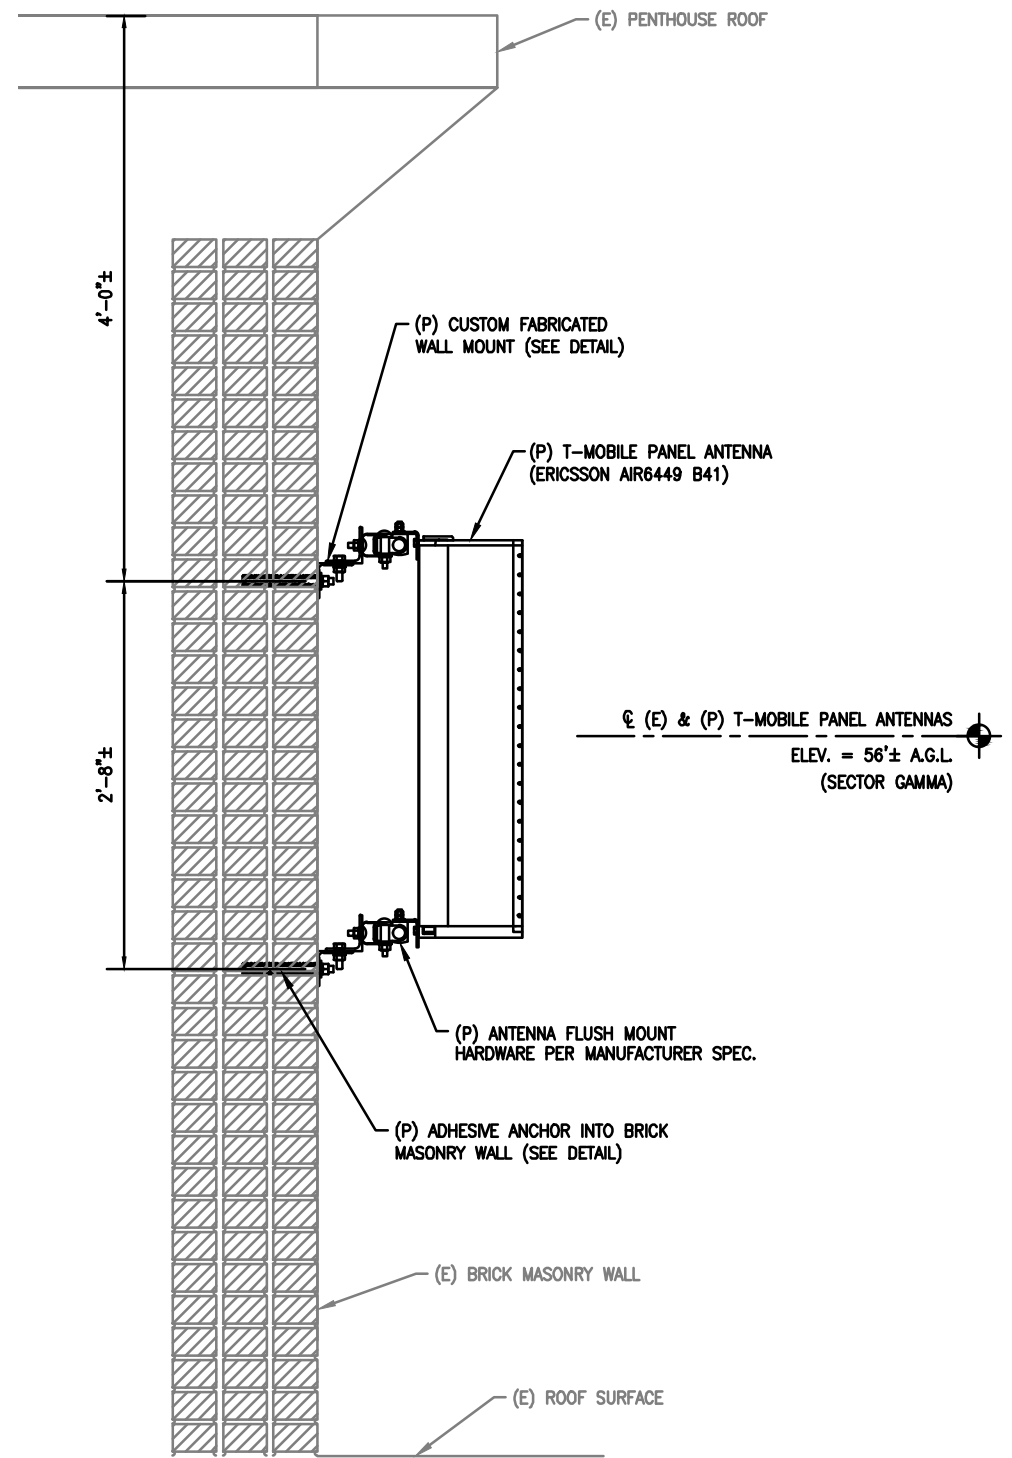 (E) PENTHOUSE ROOF
4'-0"±
(P) CUSTOM FABRICATED
WALL MOUNT (SEE DETAIL)
(P) T-MOBILE PANEL ANTENNA
(ERICSSON AIR6449 B41)
℄ (E) & (P) T-MOBILE PANEL ANTENNAS
ELEV. = 56'± A.G.L.
(SECTOR GAMMA)
2'-8"±
(P) ANTENNA FLUSH MOUNT
HARDWARE PER MANUFACTURER SPEC.
(P) ADHESIVE ANCHOR INTO BRICK
MASONRY WALL (SEE DETAIL)
(E) BRICK MASONRY WALL
(E) ROOF SURFACE